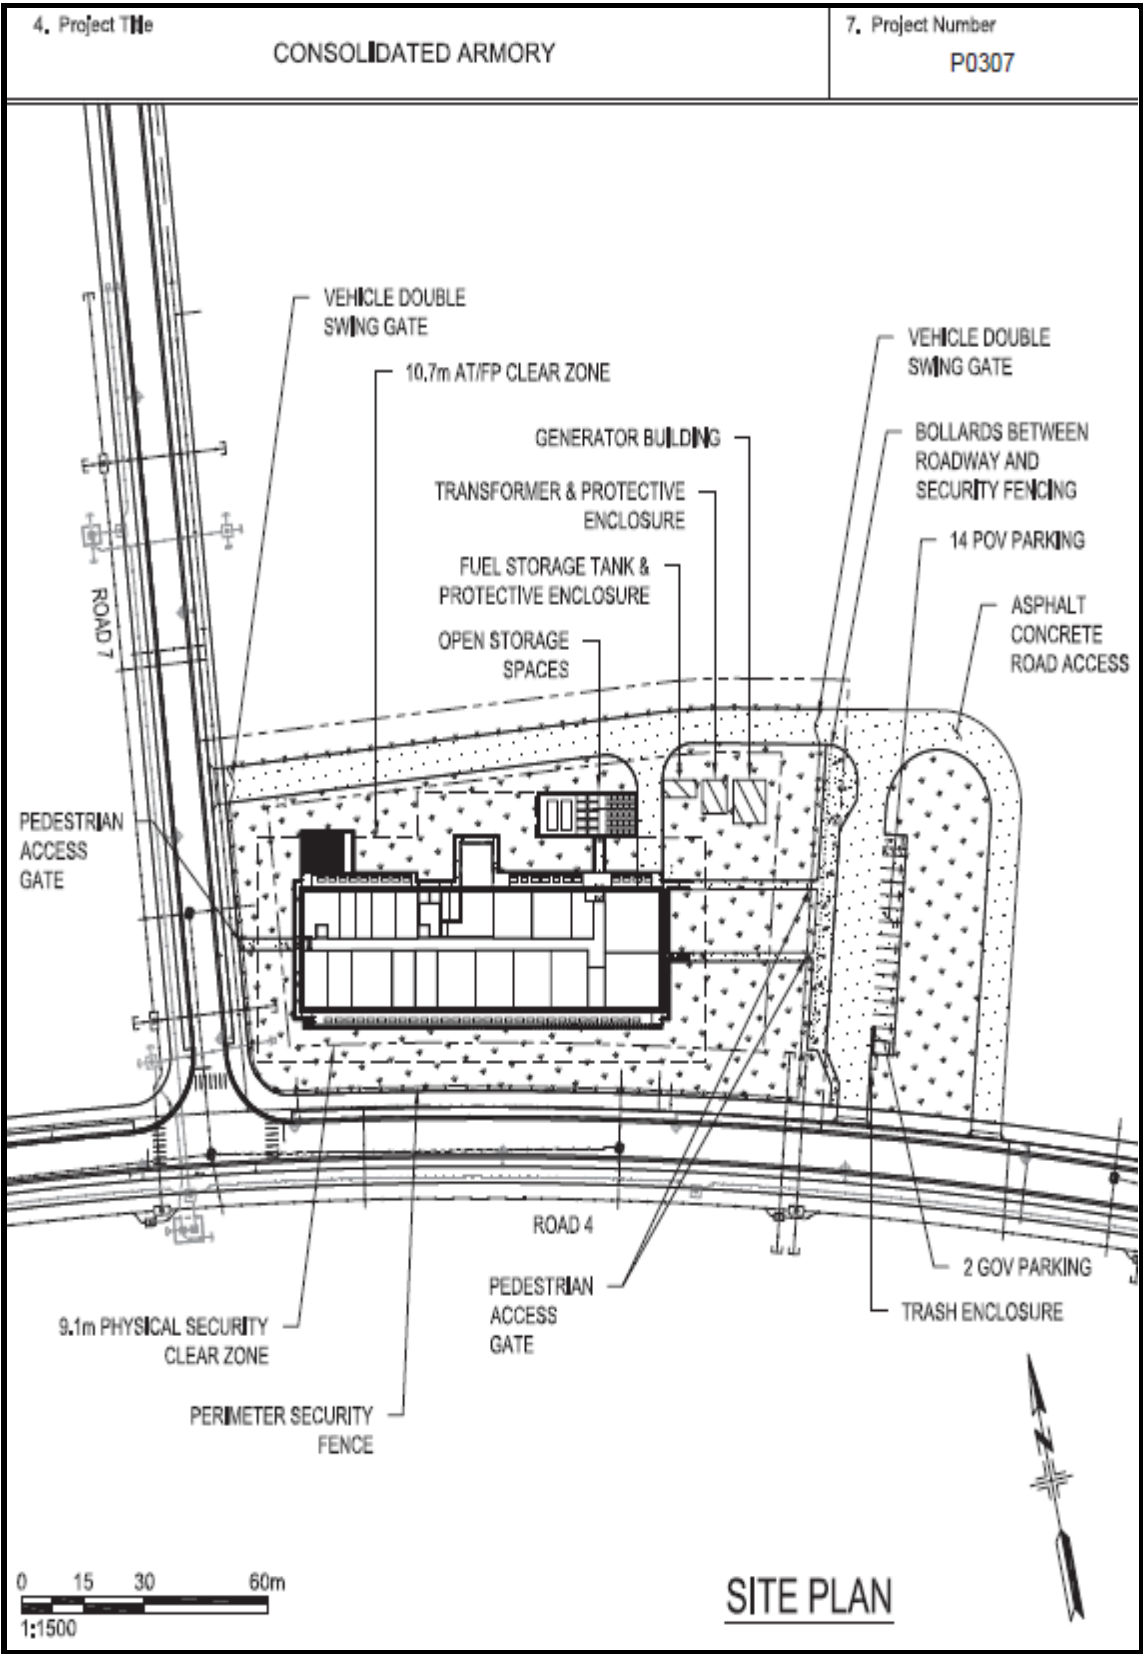 4. Project Title
CONSOLIDATED ARMORY
7. Project Number
P0307
VEHICLE DOUBLE
SWING GATE
10.7m AT/FP CLEAR ZONE
GENERATOR BUILDING
TRANSFORMER & PROTECTIVE
ENCLOSURE
FUEL STORAGE TANK &
PROTECTIVE ENCLOSURE
OPEN STORAGE
SPACES
VEHICLE DOUBLE
SWING GATE
BOLLARDS BETWEEN
ROADWAY AND
SECURITY FENCING
14 POV PARKING
ASPHALT
CONCRETE
ROAD ACCESS
ROAD 7
PEDESTRIAN
ACCESS
GATE
ROAD 4
PEDESTRIAN
ACCESS
GATE
2 GOV PARKING
TRASH ENCLOSURE
9.1m PHYSICAL SECURITY
CLEAR ZONE
PERIMETER SECURITY
FENCE
N
0 15 30 60m
1:1500
SITE PLAN